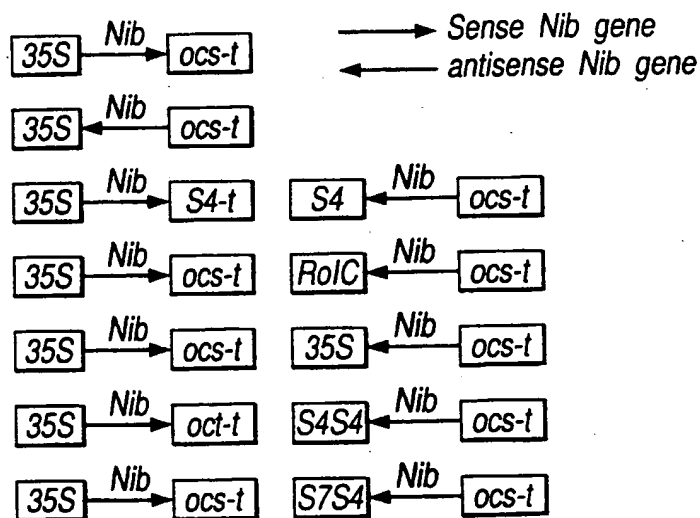 35S Nib ocs-t Sense Nib gene
antisense Nib gene
35S Nib ocs-t
35S Nib S4-t S4 Nib ocs-t
35S Nib ocs-t RolC Nib ocs-t
35S Nib ocs-t 35S Nib ocs-t
35S Nib oct-t S4S4 Nib ocs-t
35S Nib ocs-t S7S4 Nib ocs-t